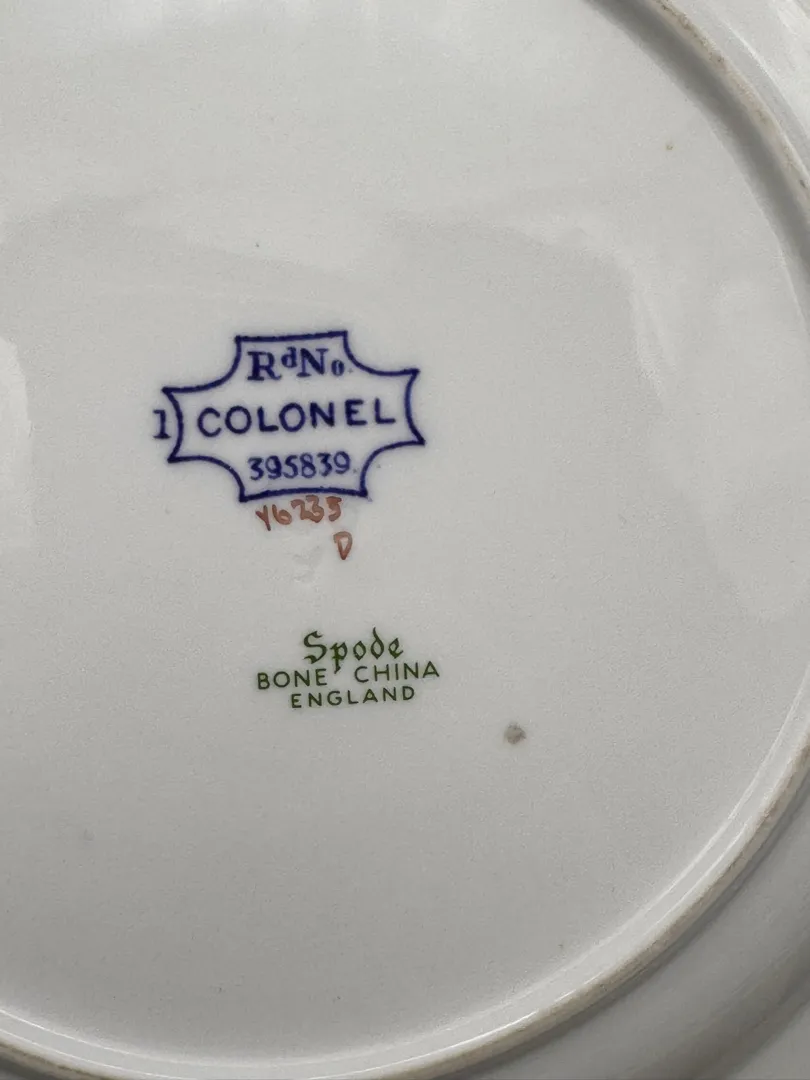 RdNo.
1 COLONEL
395839.
Y6235
D
Spode
BONE CHINA
ENGLAND